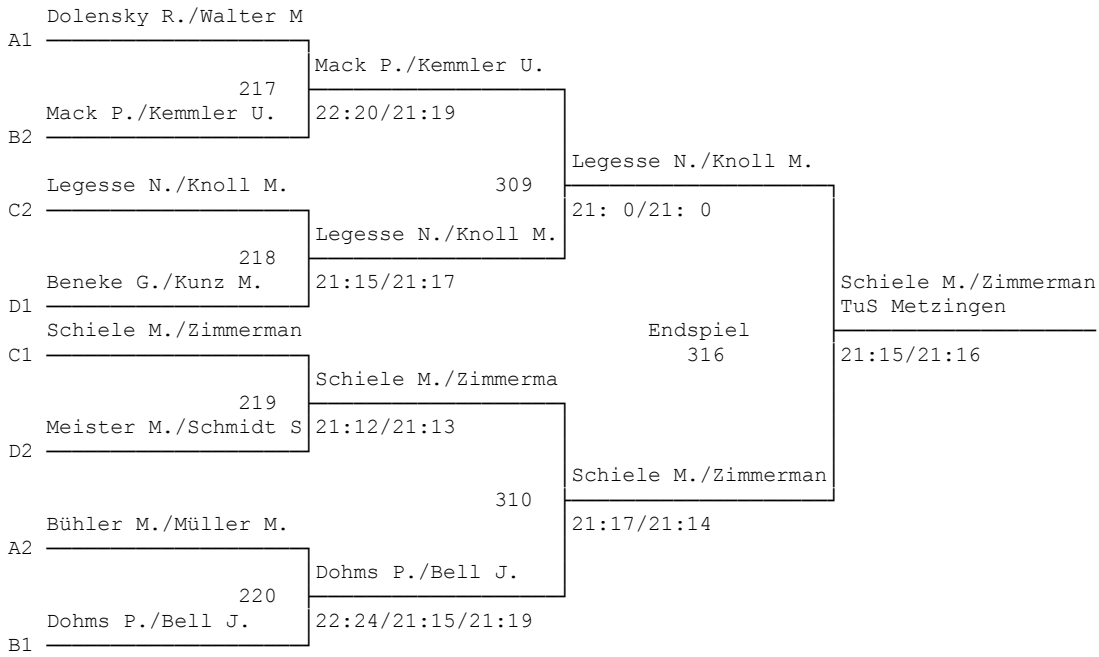 Dolensky R./Walter M
A1
Mack P./Kemmler U.
217
Mack P./Kemmler U. 22:20/21:19
B2
Legesse N./Knoll M.
Legesse N./Knoll M. 309
C2 21: 0/21: 0
Legesse N./Knoll M.
218
Beneke G./Kunz M. 21:15/21:17 Schiele M./Zimmerman
D1 TuS Metzingen
Schiele M./Zimmerman Endspiel
C1 316 21:15/21:16
Schiele M./Zimmerma
219
Meister M./Schmidt S 21:12/21:13
D2
Schiele M./Zimmerman
310
Bühler M./Müller M. 21:17/21:14
A2
Dohms P./Bell J.
220
Dohms P./Bell J. 22:24/21:15/21:19
B1